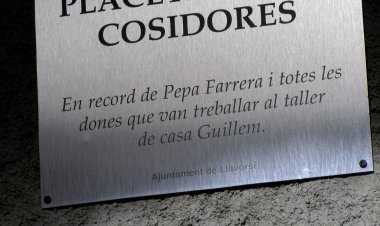 COSIDORES
En record de Pepa Farrera i totes les
dones que van treballar al taller
de casa Guillem.
Ajuntament de Llavorsí